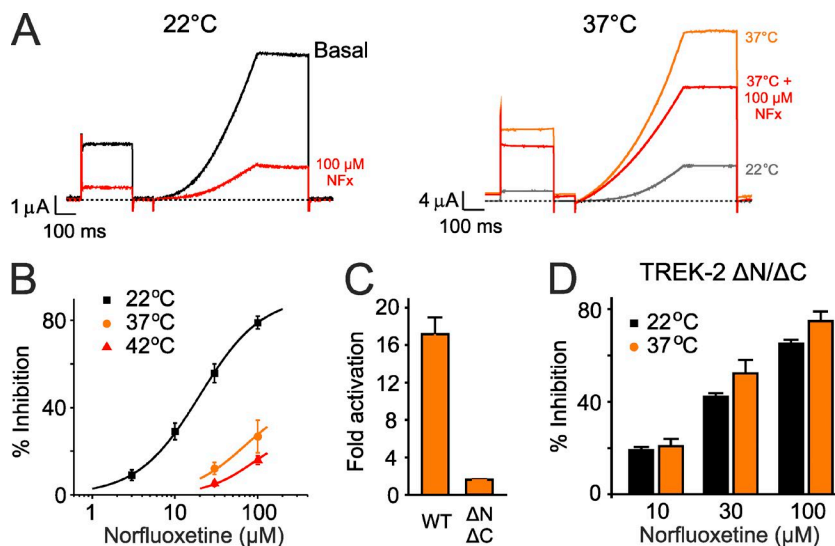 A
22°C
37°C
Basal
100 µM
NFx
1 µA
100 ms
37°C
37°C +
100 µM
NFx
22°C
4 µA
100 ms
B
22°C
37°C
42°C
% Inhibition
80
40
0
1
10
100
Norfluoxetine (µM)
C
Fold activation
20
16
12
8
4
0
WT
ΔN
ΔC
D
TREK-2 ΔN/ΔC
22°C
37°C
% Inhibition
80
40
0
10
30
100
Norfluoxetine (µM)